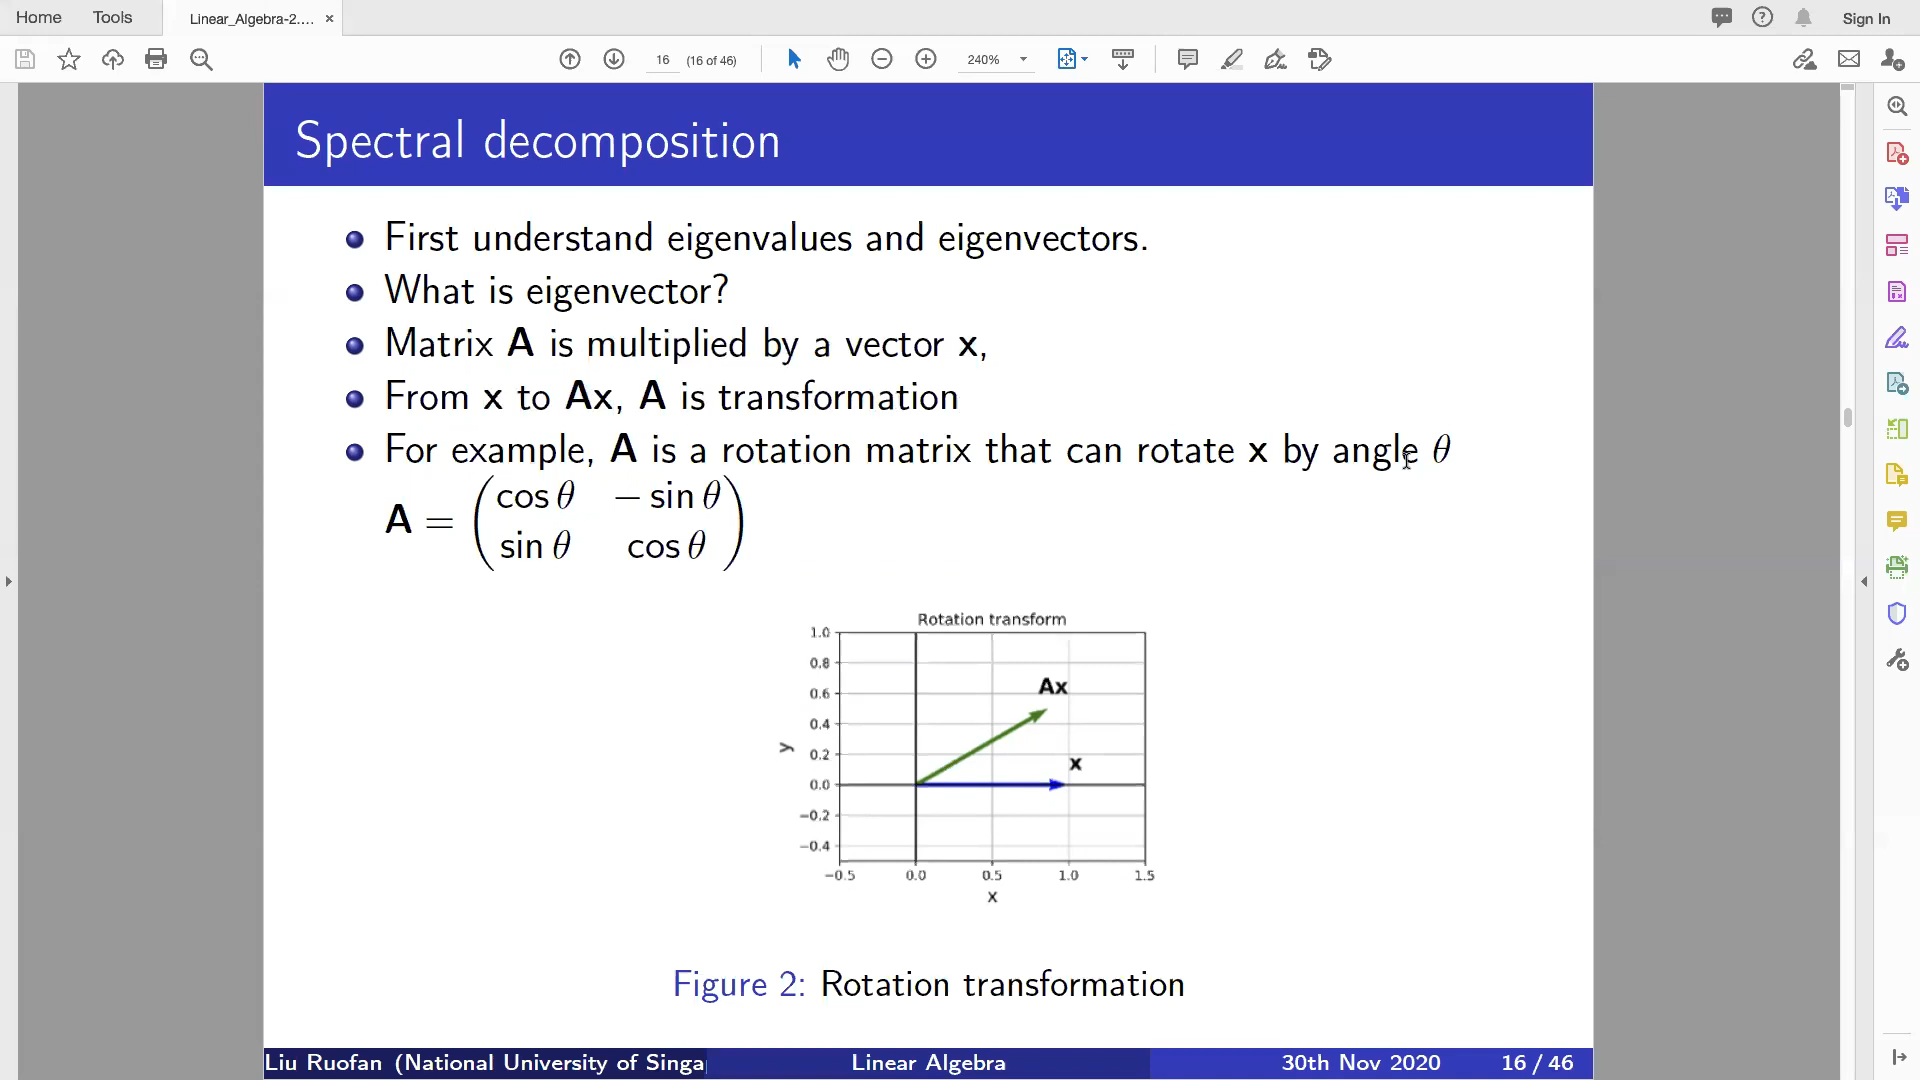 Home Tools Linear_Algebra-2.... × Sign In
16 (16 of 46) 240%
Spectral decomposition
First understand eigenvalues and eigenvectors.
What is eigenvector?
Matrix A is multiplied by a vector x,
From x to Ax, A is transformation
For example, A is a rotation matrix that can rotate x by angle θ
A = (cos θ − sin θ
sin θ cos θ)
Rotation transform
1.0
0.8
0.6
0.4
0.2
0.0
−0.2
−0.4
y
Ax
x
−0.5 0.0 0.5 1.0 1.5
x
Figure 2: Rotation transformation
Liu Ruofan (National University of Singa Linear Algebra 30th Nov 2020 16 / 46